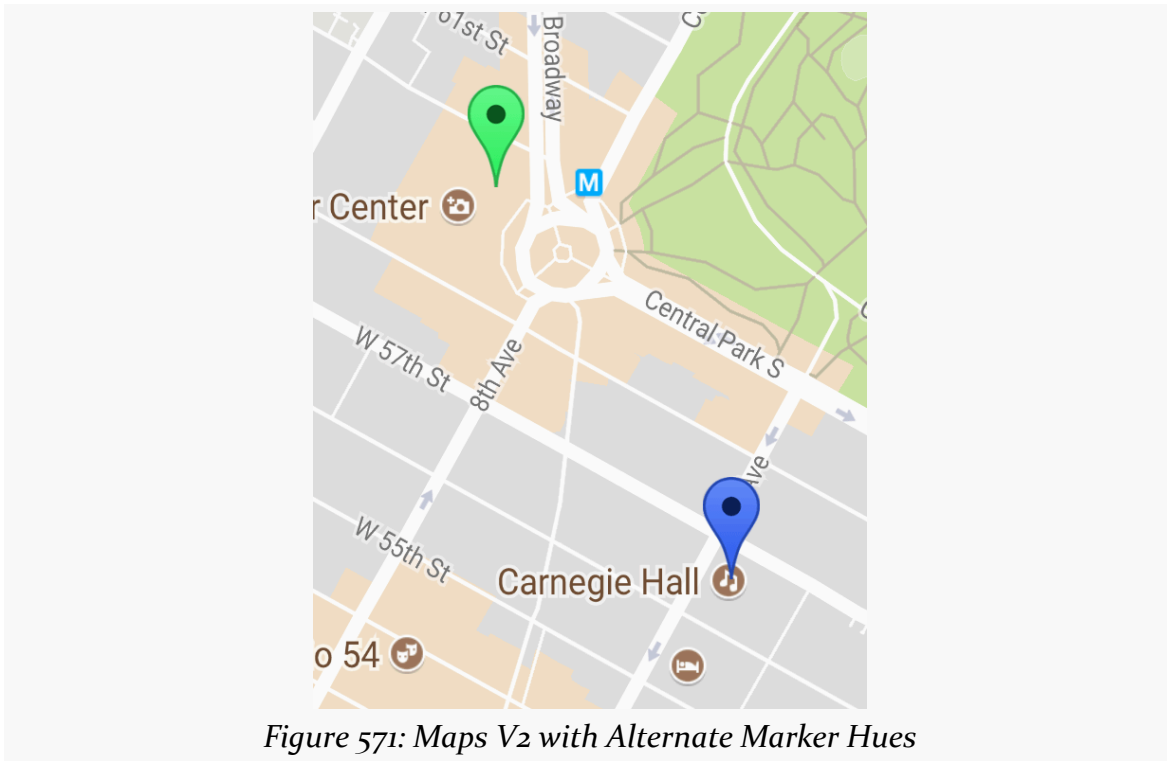 61st St
Broadway
M
r Center
Central Park S
W 57th St
8th Ave
Ave
W 55th St
Carnegie Hall
o 54
Figure 571: Maps V2 with Alternate Marker Hues